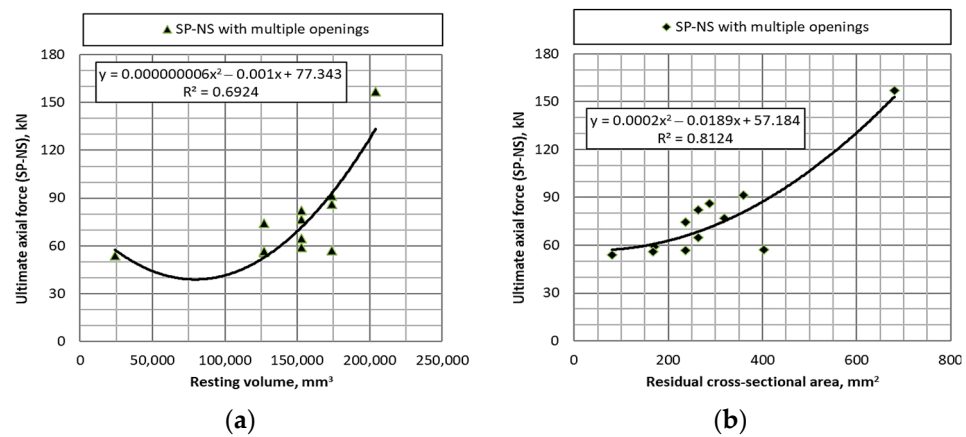 ▲ SP-NS with multiple openings
Ultimate axial force (SP-NS), kN
180
150
120
90
60
30
0
y = 0.000000006x² − 0.001x + 77.343
R² = 0.6924
0 50,000 100,000 150,000 200,000 250,000
Resting volume, mm³
(a)
◆ SP-NS with multiple openings
Ultimate axial force (SP-NS), kN
180
150
120
90
60
30
0
y = 0.0002x² − 0.0189x + 57.184
R² = 0.8124
0 200 400 600 800
Residual cross-sectional area, mm²
(b)